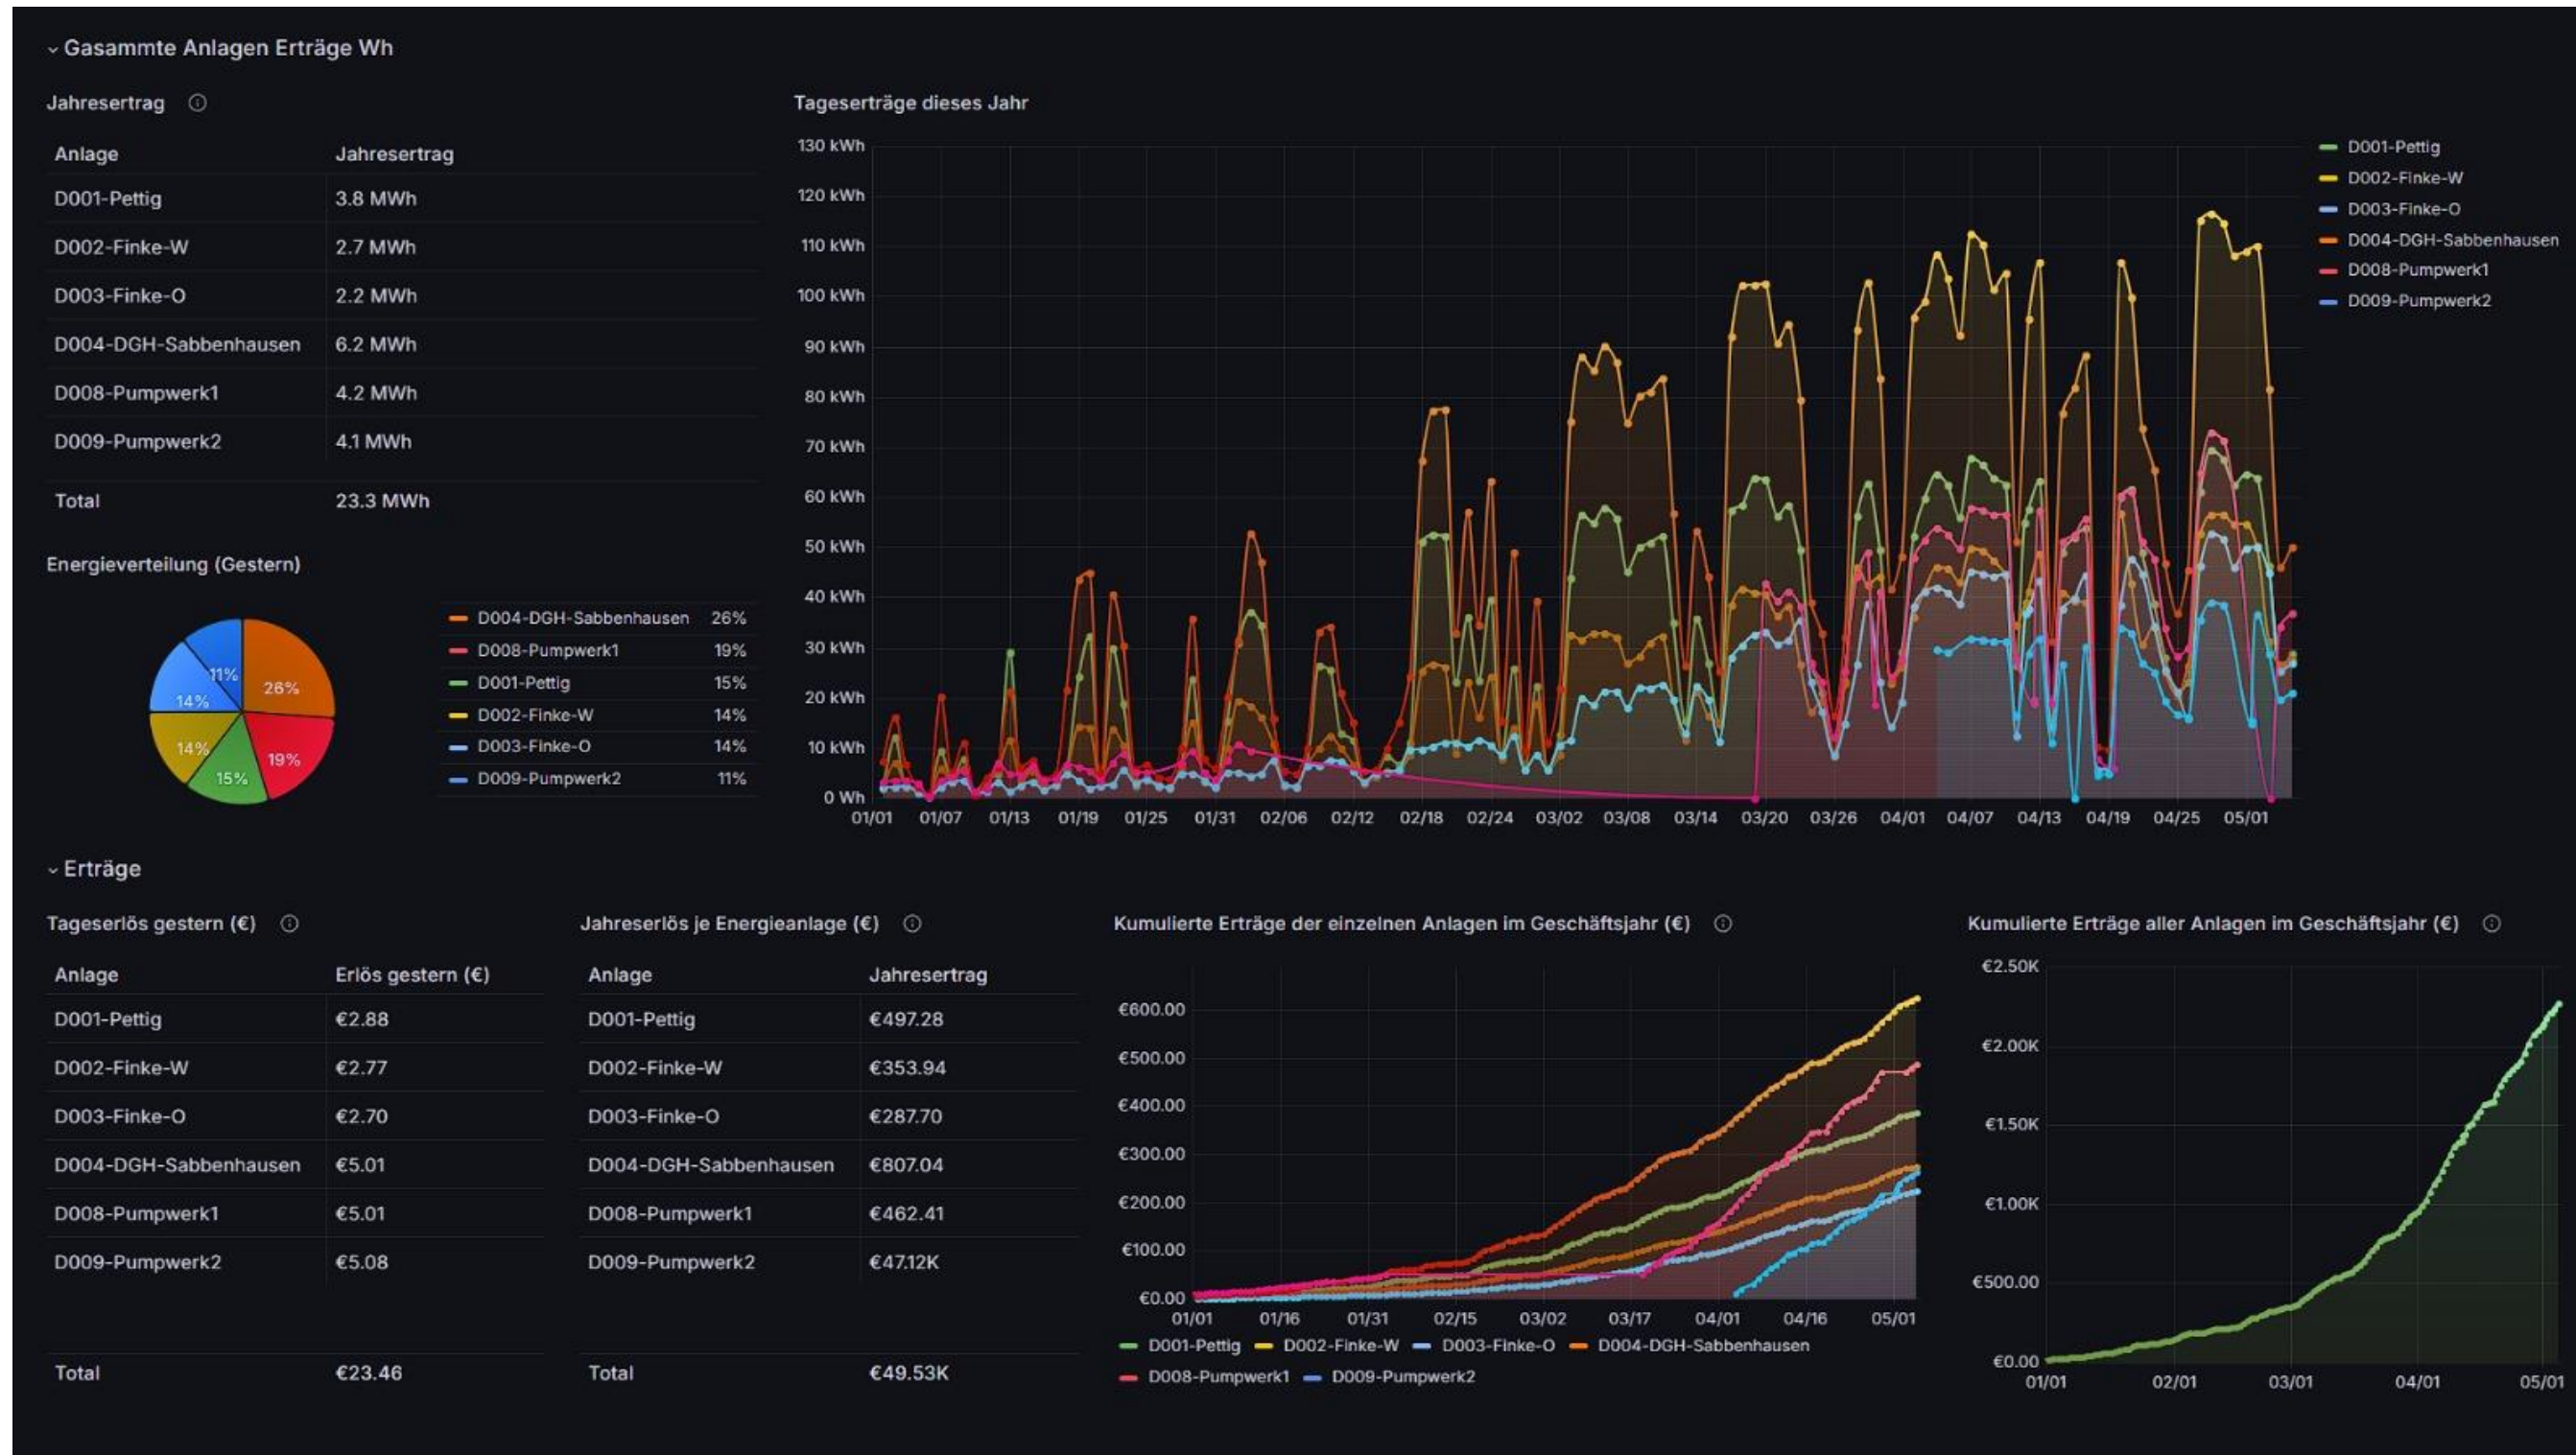 Gasammte Anlagen Erträge Wh
Jahresertrag
Anlage Jahresertrag
D001-Pettig 3.8 MWh
D002-Finke-W 2.7 MWh
D003-Finke-O 2.2 MWh
D004-DGH-Sabbenhausen 6.2 MWh
D008-Pumpwerk1 4.2 MWh
D009-Pumpwerk2 4.1 MWh
Total 23.3 MWh
Energieverteilung (Gestern)
26%
19%
15%
14%
14%
11%
D004-DGH-Sabbenhausen 26%
D008-Pumpwerk1 19%
D001-Pettig 15%
D002-Finke-W 14%
D003-Finke-O 14%
D009-Pumpwerk2 11%
Tageserträge dieses Jahr
130 kWh
120 kWh
110 kWh
100 kWh
90 kWh
80 kWh
70 kWh
60 kWh
50 kWh
40 kWh
30 kWh
20 kWh
10 kWh
0 Wh
01/01 01/07 01/13 01/19 01/25 01/31 02/06 02/12 02/18 02/24 03/02 03/08 03/14 03/20 03/26 04/01 04/07 04/13 04/19 04/25 05/01
D001-Pettig
D002-Finke-W
D003-Finke-O
D004-DGH-Sabbenhausen
D008-Pumpwerk1
D009-Pumpwerk2
Erträge
Tageserlös gestern (€)
Anlage Erlös gestern (€)
D001-Pettig €2.88
D002-Finke-W €2.77
D003-Finke-O €2.70
D004-DGH-Sabbenhausen €5.01
D008-Pumpwerk1 €5.01
D009-Pumpwerk2 €5.08
Total €23.46
Jahreserlös je Energieanlage (€)
Anlage Jahresertrag
D001-Pettig €497.28
D002-Finke-W €353.94
D003-Finke-O €287.70
D004-DGH-Sabbenhausen €807.04
D008-Pumpwerk1 €462.41
D009-Pumpwerk2 €47.12K
Total €49.53K
Kumulierte Erträge der einzelnen Anlagen im Geschäftsjahr (€)
€600.00
€500.00
€400.00
€300.00
€200.00
€100.00
€0.00
01/01 01/16 01/31 02/15 03/02 03/17 04/01 04/16 05/01
D001-Pettig D002-Finke-W D003-Finke-O D004-DGH-Sabbenhausen
D008-Pumpwerk1 D009-Pumpwerk2
Kumulierte Erträge aller Anlagen im Geschäftsjahr (€)
€2.50K
€2.00K
€1.50K
€1.00K
€500.00
€0.00
01/01 02/01 03/01 04/01 05/01